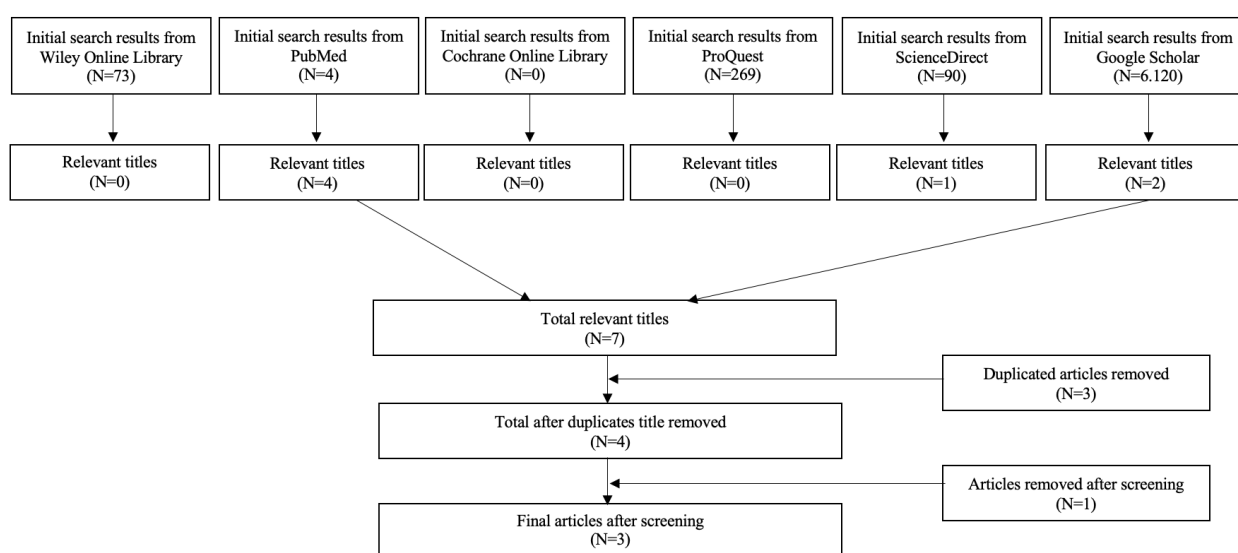 Initial search results from
Wiley Online Library
(N=73)
Initial search results from
PubMed
(N=4)
Initial search results from
Cochrane Online Library
(N=0)
Initial search results from
ProQuest
(N=269)
Initial search results from
ScienceDirect
(N=90)
Initial search results from
Google Scholar
(N=6.120)
Relevant titles
(N=0)
Relevant titles
(N=4)
Relevant titles
(N=0)
Relevant titles
(N=0)
Relevant titles
(N=1)
Relevant titles
(N=2)
Total relevant titles
(N=7)
Duplicated articles removed
(N=3)
Total after duplicates title removed
(N=4)
Articles removed after screening
(N=1)
Final articles after screening
(N=3)